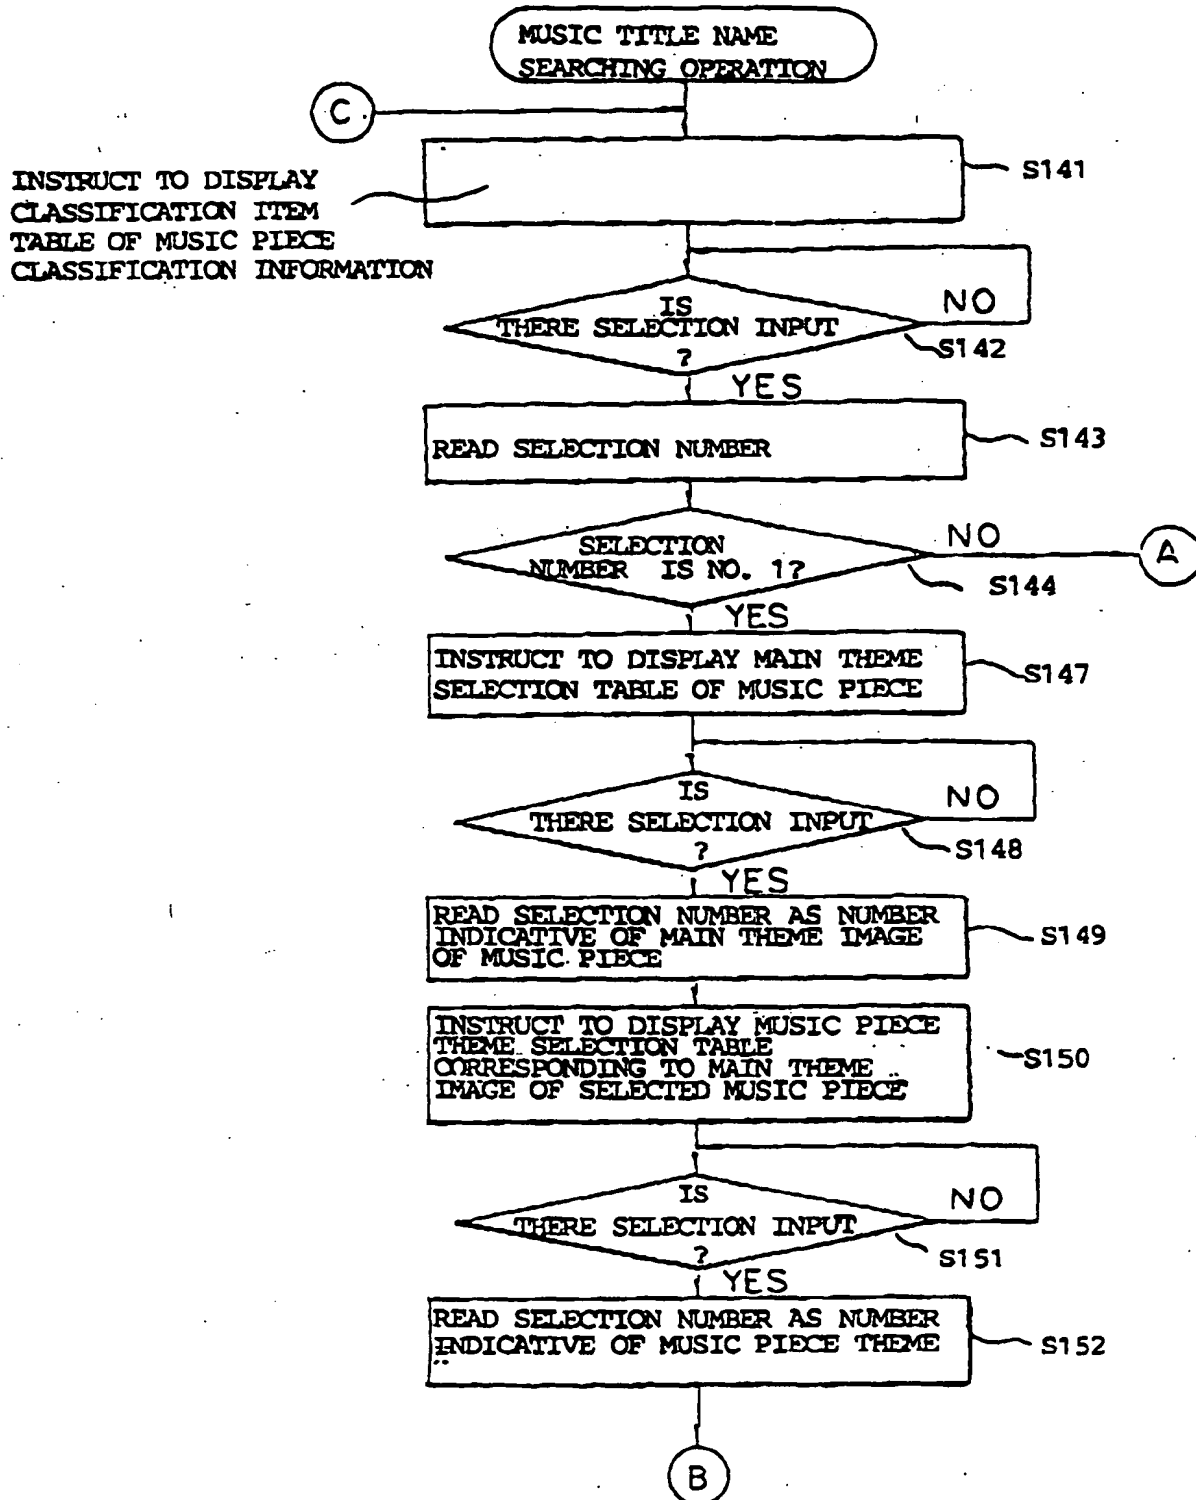 MUSIC TITLE NAME
SEARCHING OPERATION
C
S141
INSTRUCT TO DISPLAY
CLASSIFICATION ITEM
TABLE OF MUSIC PIECE
CLASSIFICATION INFORMATION
IS
THERE SELECTION INPUT
?
NO
S142
YES
READ SELECTION NUMBER
S143
SELECTION
NUMBER IS NO. 1?
NO
A
S144
YES
INSTRUCT TO DISPLAY MAIN THEME
SELECTION TABLE OF MUSIC PIECE
S147
IS
THERE SELECTION INPUT
?
NO
S148
YES
READ SELECTION NUMBER AS NUMBER
INDICATIVE OF MAIN THEME IMAGE
OF MUSIC PIECE
S149
INSTRUCT TO DISPLAY MUSIC PIECE
THEME SELECTION TABLE
CORRESPONDING TO MAIN THEME
IMAGE OF SELECTED MUSIC PIECE
S150
IS
THERE SELECTION INPUT
?
NO
S151
YES
READ SELECTION NUMBER AS NUMBER
INDICATIVE OF MUSIC PIECE THEME
S152
B